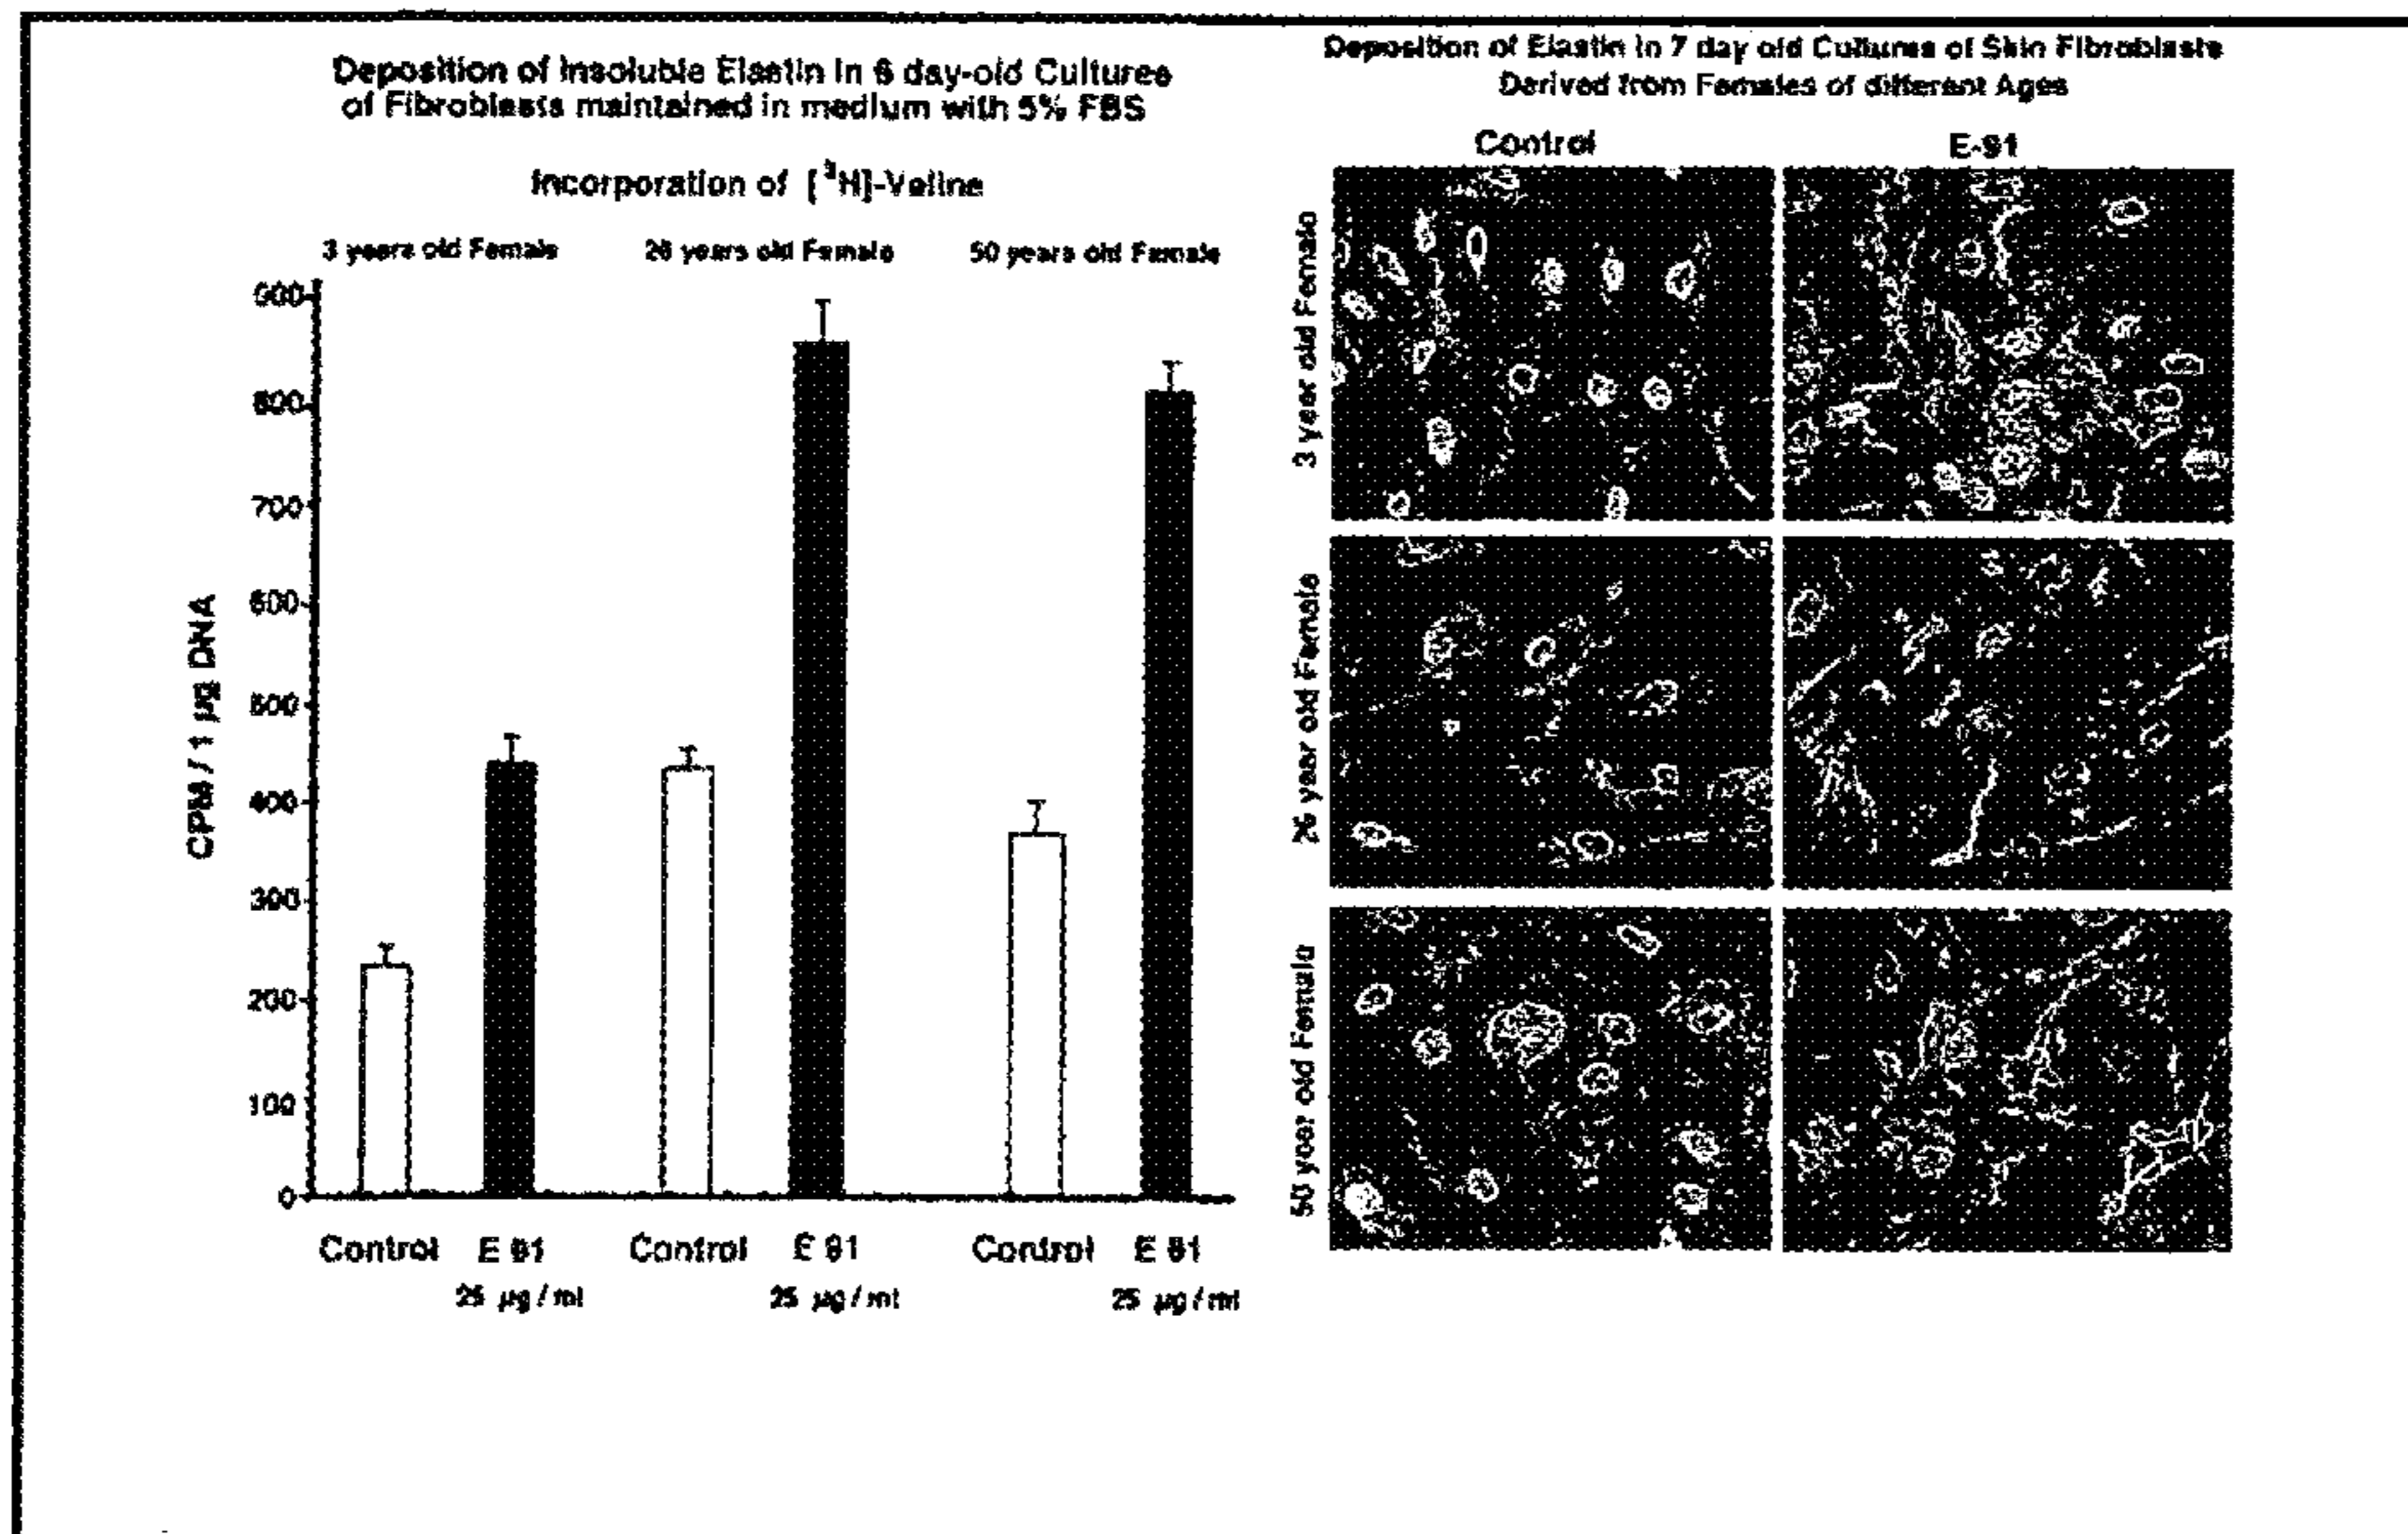 Deposition of Insoluble Elastin in 6 day-old Cultures
of Fibroblasts maintained in medium with 5% FBS
Incorporation of [³H]-Valine
3 years old Female 26 years old Female 50 years old Female
CPM / 1 µg DNA
900
800
700
600
500
400
300
200
100
0
Control E 91 Control E 91 Control E 91
25 µg / ml 25 µg / ml 25 µg / ml
Deposition of Elastin in 7 day old Cultures of Skin Fibroblasts
Derived from Females of different Ages
Control E-91
3 year old Female
26 year old Female
50 year old Female